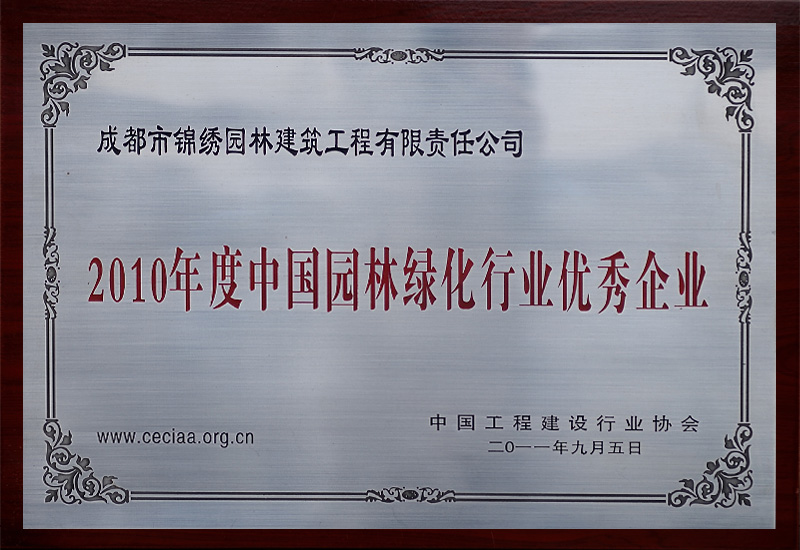 成都市锦绣园林建筑工程有限责任公司
2010年度中国园林绿化行业优秀企业
中国工程建设行业协会
www.ceciaa.org.cn
二〇一一年九月五日